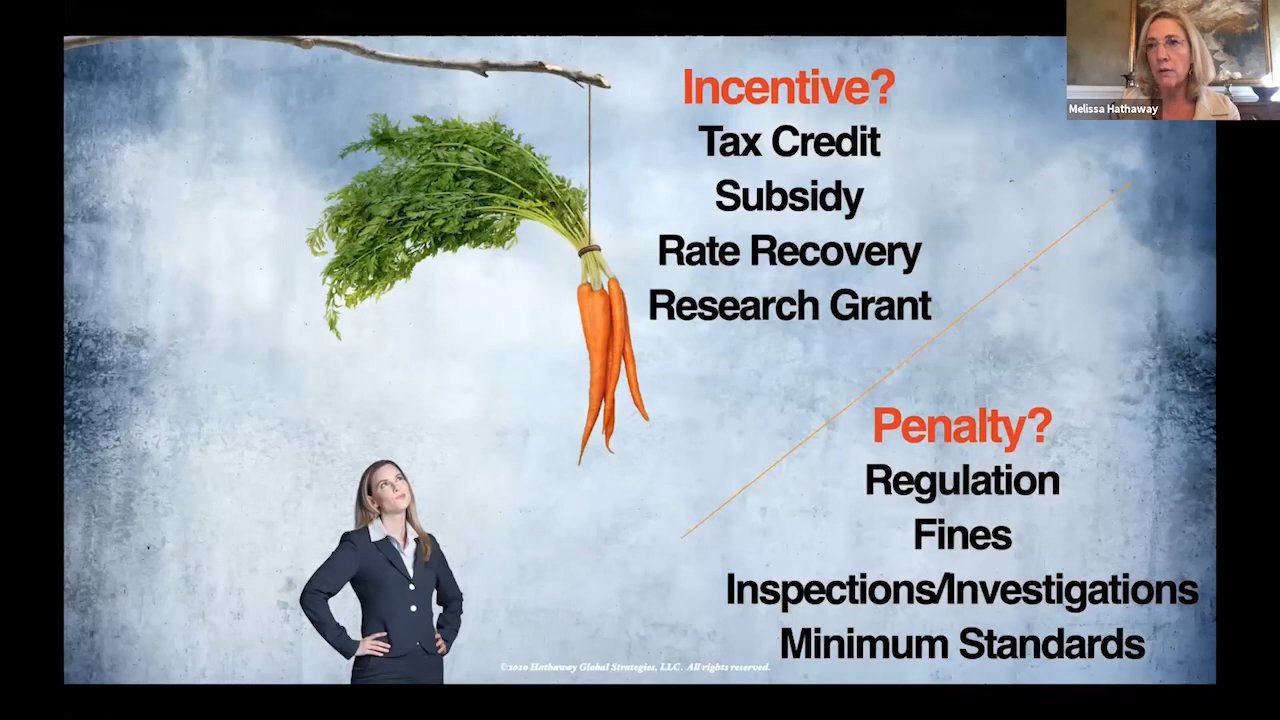 Incentive?
Tax Credit
Subsidy
Rate Recovery
Research Grant
Melissa Hathaway
Penalty?
Regulation
Fines
Inspections/Investigations
Minimum Standards
©2020 Hathaway Global Strategies, LLC. All rights reserved.